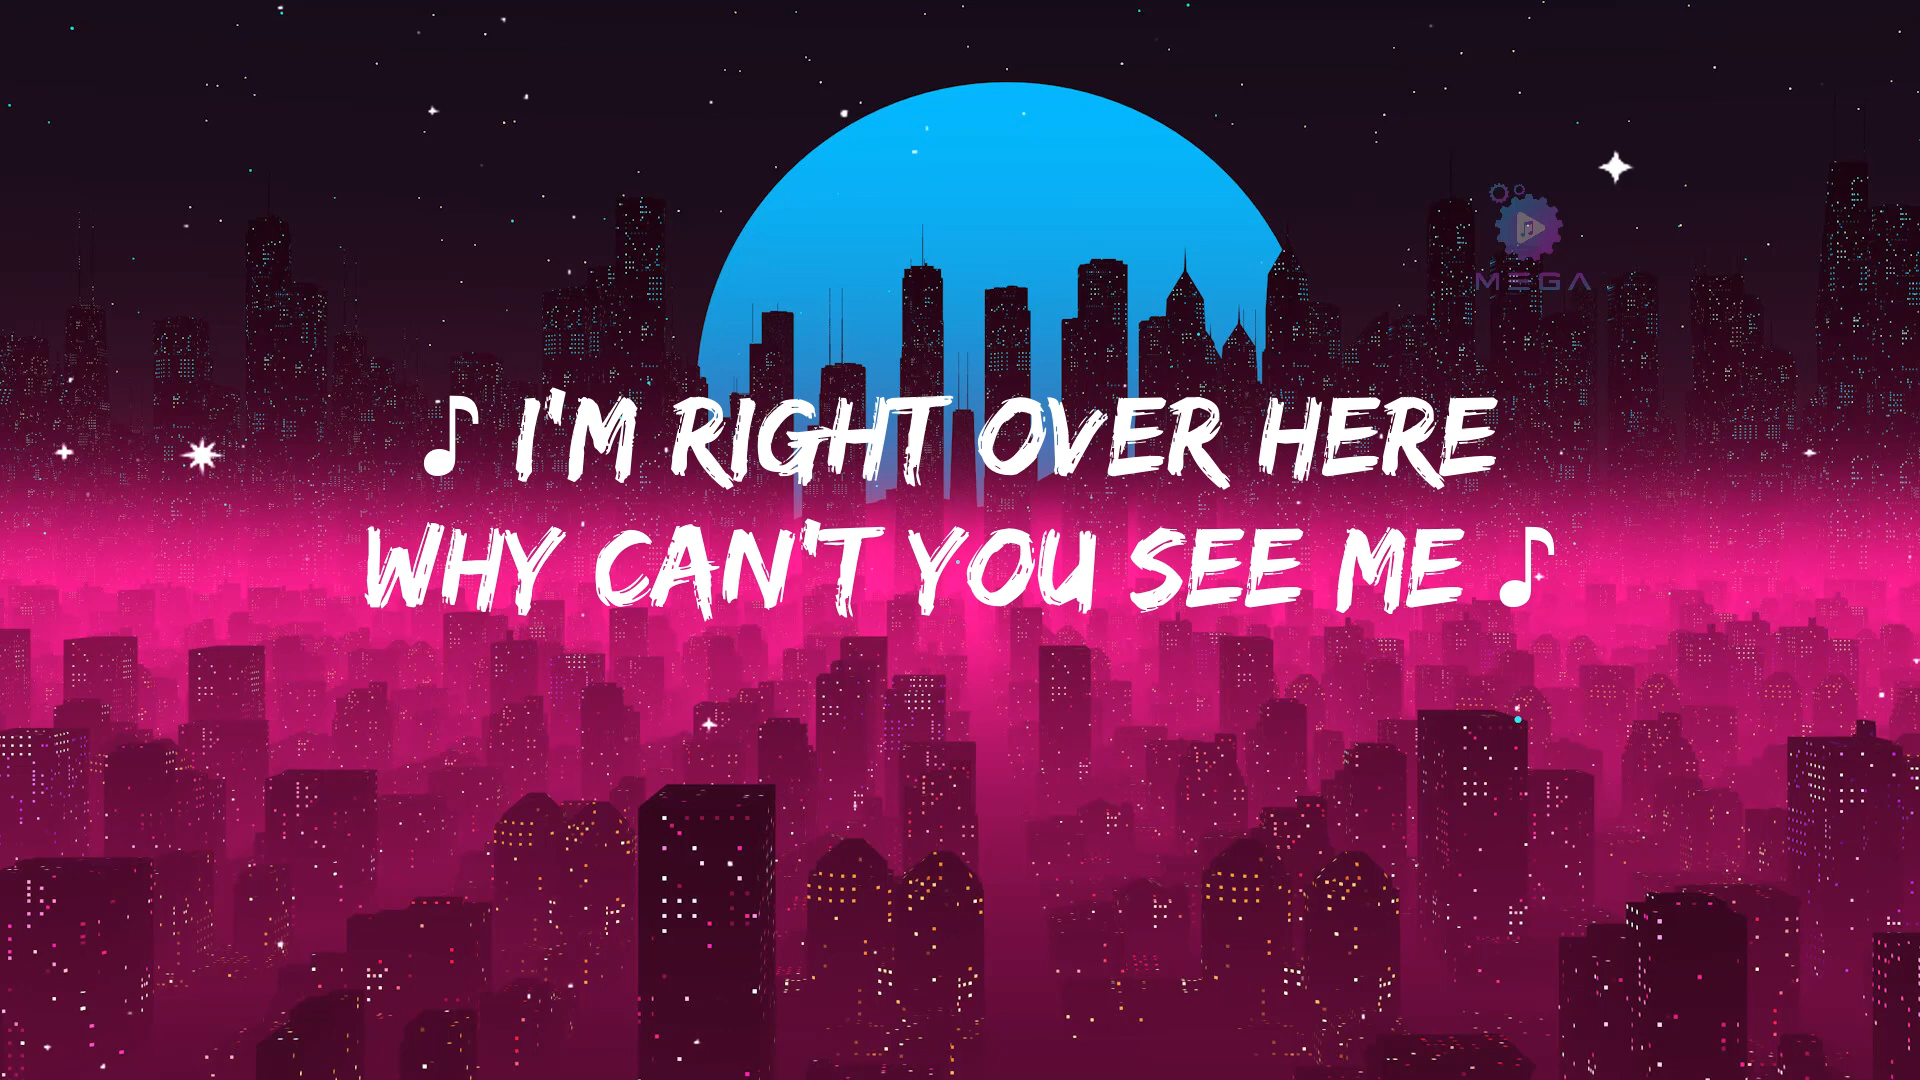 MEGA
♪ I'M RIGHT OVER HERE
WHY CAN'T YOU SEE ME ♪